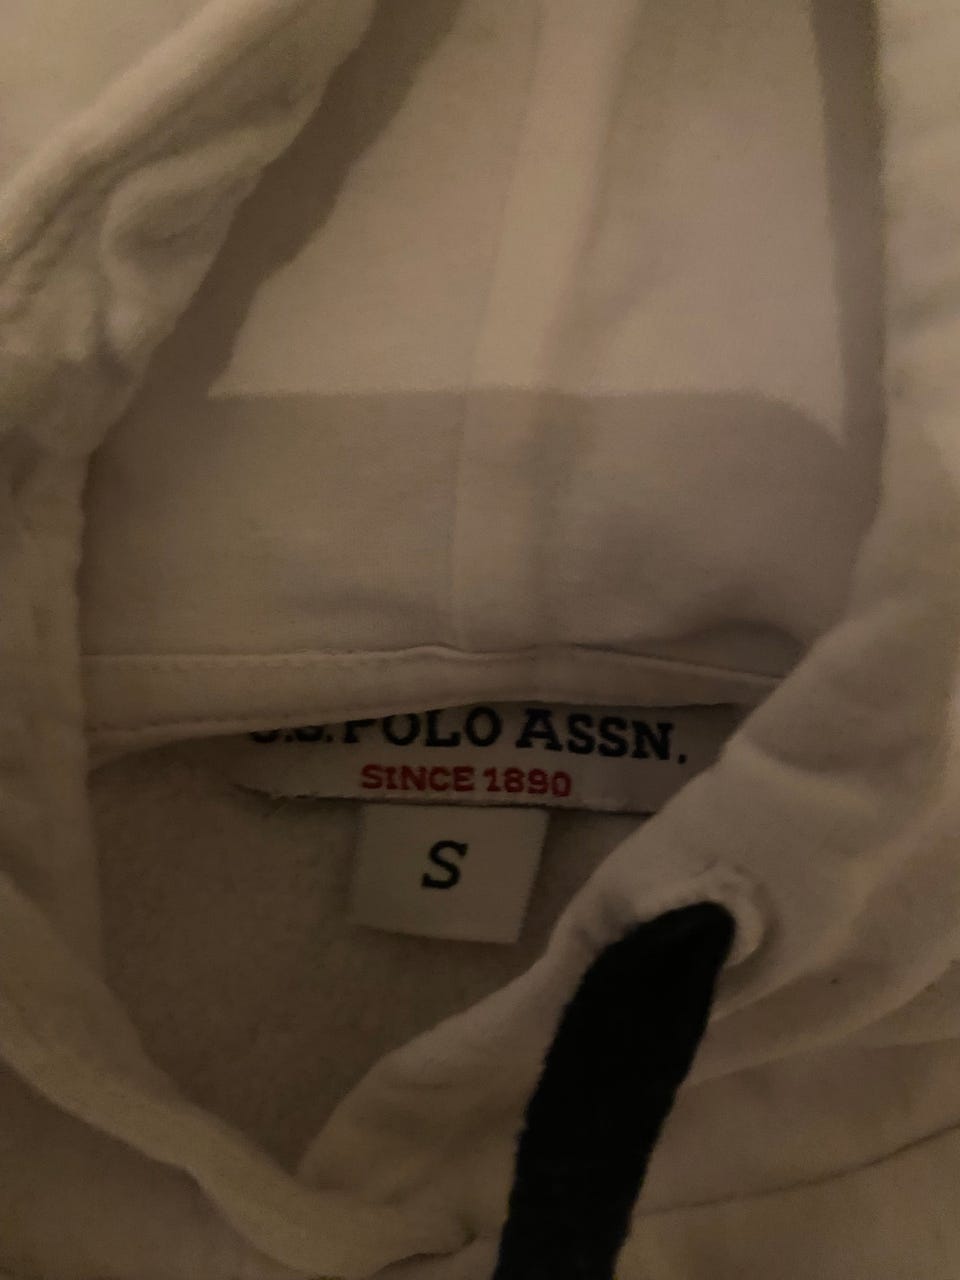 U.S. POLO ASSN.
SINCE 1890
S